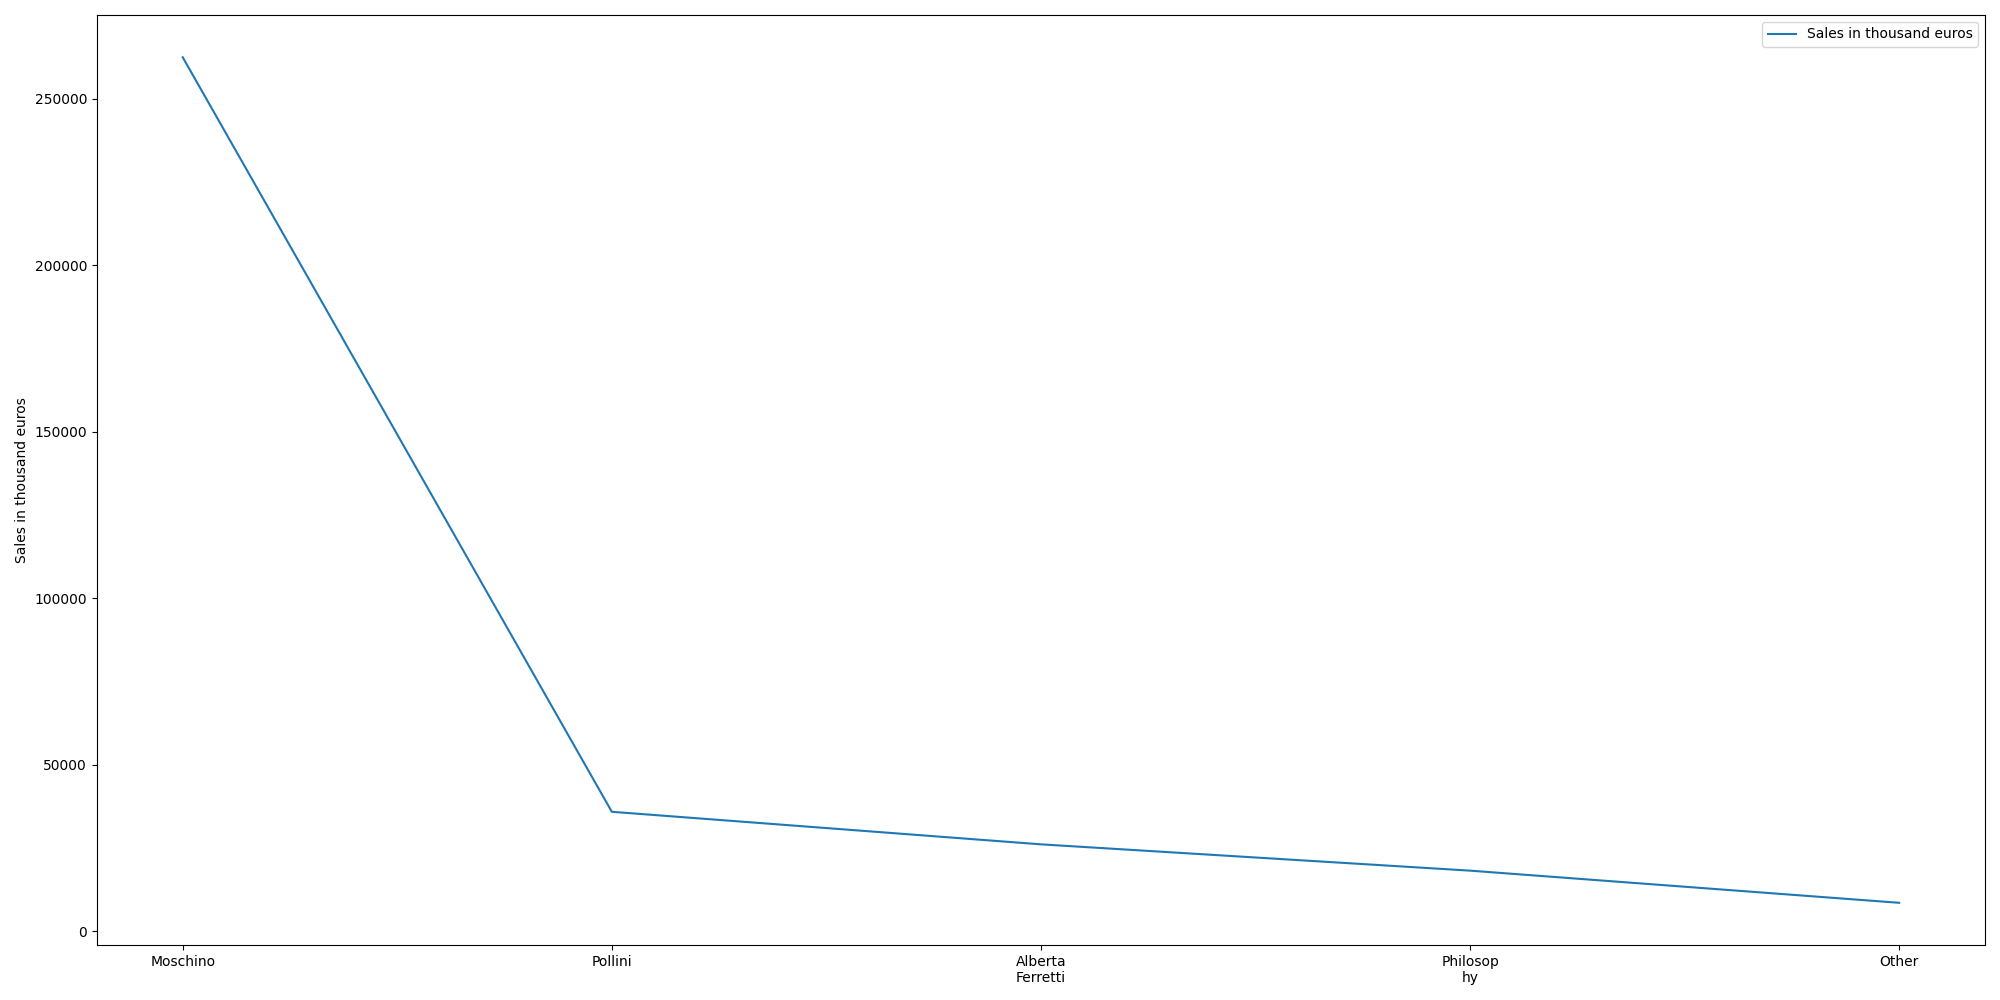 Sales in thousand euros
250000
200000
150000
100000
50000
0
Sales in thousand euros
Moschino
Pollini
Alberta
Ferretti
Philosop
hy
Other